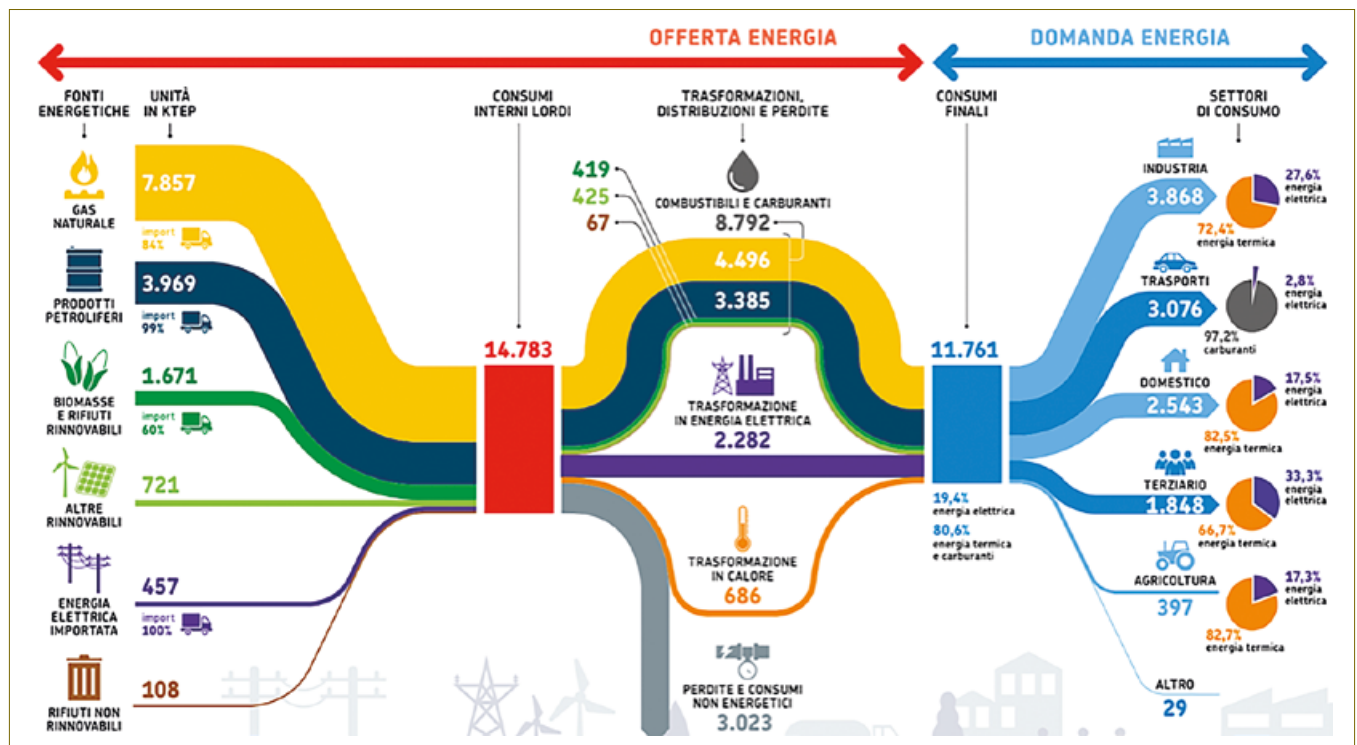 OFFERTA ENERGIA
DOMANDA ENERGIA
FONTI
ENERGETICHE
UNITÀ
IN KTEP
CONSUMI
INTERNI LORDI
TRASFORMAZIONI,
DISTRIBUZIONI E PERDITE
CONSUMI
FINALI
SETTORI
DI CONSUMO
GAS
NATURALE
7.857
import
84%
PRODOTTI
PETROLIFERI
3.969
import
99%
BIOMASSE
E RIFIUTI
RINNOVABILI
1.671
import
60%
ALTRE
RINNOVABILI
721
ENERGIA
ELETTRICA
IMPORTATA
457
import
100%
RIFIUTI NON
RINNOVABILI
108
14.783
419
425
67
COMBUSTIBILI E CARBURANTI
8.792
4.496
3.385
TRASFORMAZIONE
IN ENERGIA ELETTRICA
2.282
TRASFORMAZIONE
IN CALORE
686
PERDITE E CONSUMI
NON ENERGETICI
3.023
11.761
19,4%
energia elettrica
80,6%
energia termica
e carburanti
INDUSTRIA
3.868
27,6%
energia
elettrica
72,4%
energia termica
TRASPORTI
3.076
2,8%
energia
elettrica
97,2%
carburanti
DOMESTICO
2.543
17,5%
energia
elettrica
82,5%
energia termica
TERZIARIO
1.848
33,3%
energia
elettrica
66,7%
energia termica
AGRICOLTURA
397
17,3%
energia
elettrica
82,7%
energia termica
ALTRO
29